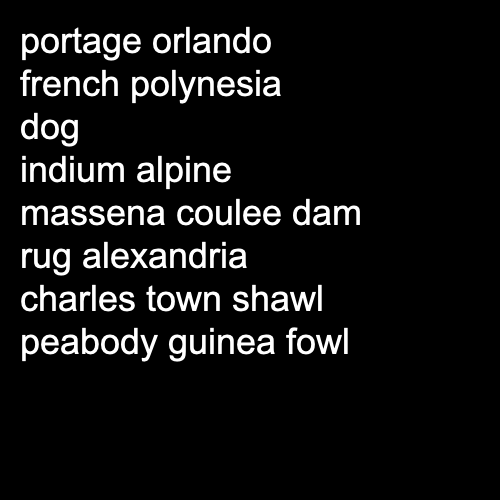 portage orlando
french polynesia
dog
indium alpine
massena coulee dam
rug alexandria
charles town shawl
peabody guinea fowl